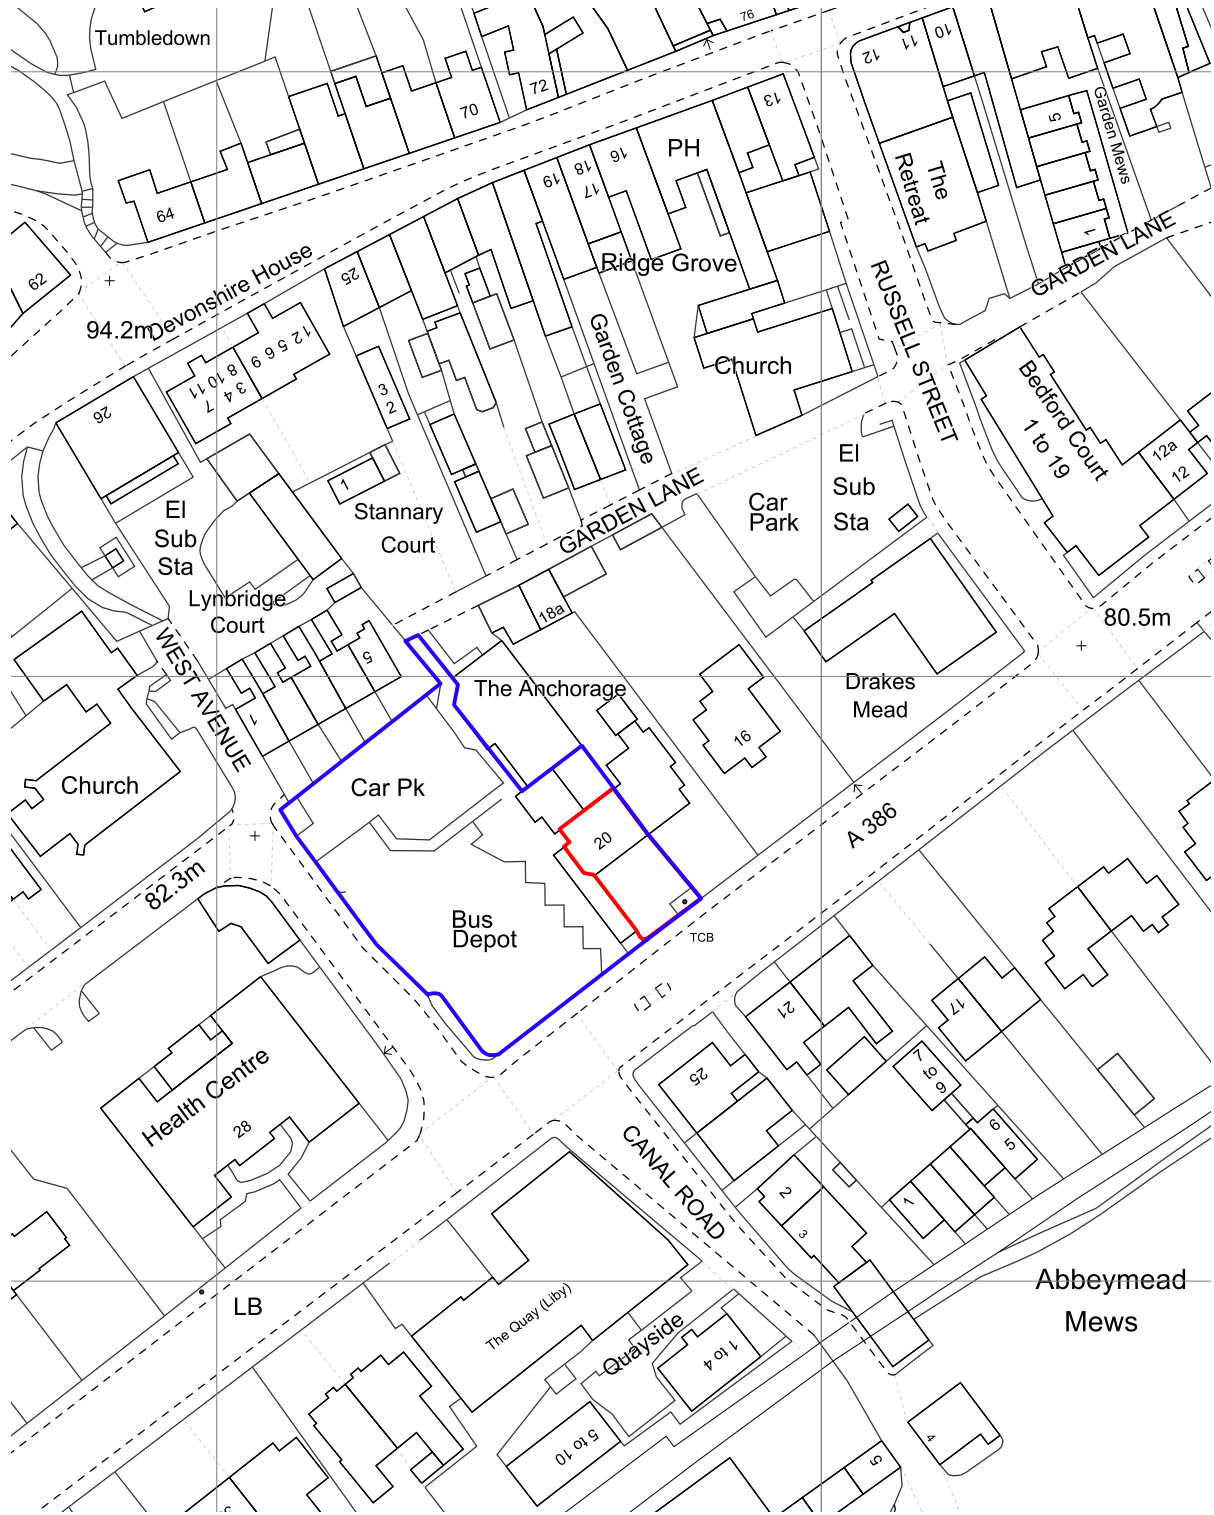 Tumbledown
76
10
11
12
72
70
13
5
Garden Mews
PH
16
18
17
19
The
Retreat
64
1
GARDEN LANE
Ridge Grove
62
Devonshire House
25
94.2m
RUSSELL STREET
12 5 6 9
8 10 11
3 4
7
Garden Cottage
Church
3
2
26
Bedford Court
1 to 19
12a
12
El
Sub
Sta
1
Stannary
Court
GARDEN LANE
Car
Park
El
Sub
Sta
Lynbridge
Court
18a
80.5m
WEST AVENUE
5
1
The Anchorage
Drakes
Mead
16
Church
Car Pk
20
A 386
82.3m
Bus
Depot
TCB
21
17
Health Centre
28
25
7
to
6
6
5
CANAL ROAD
2
3
1
LB
The Quay (Liby)
Quayside
1 to 4
Abbeymead
Mews
5 to 10
4
5